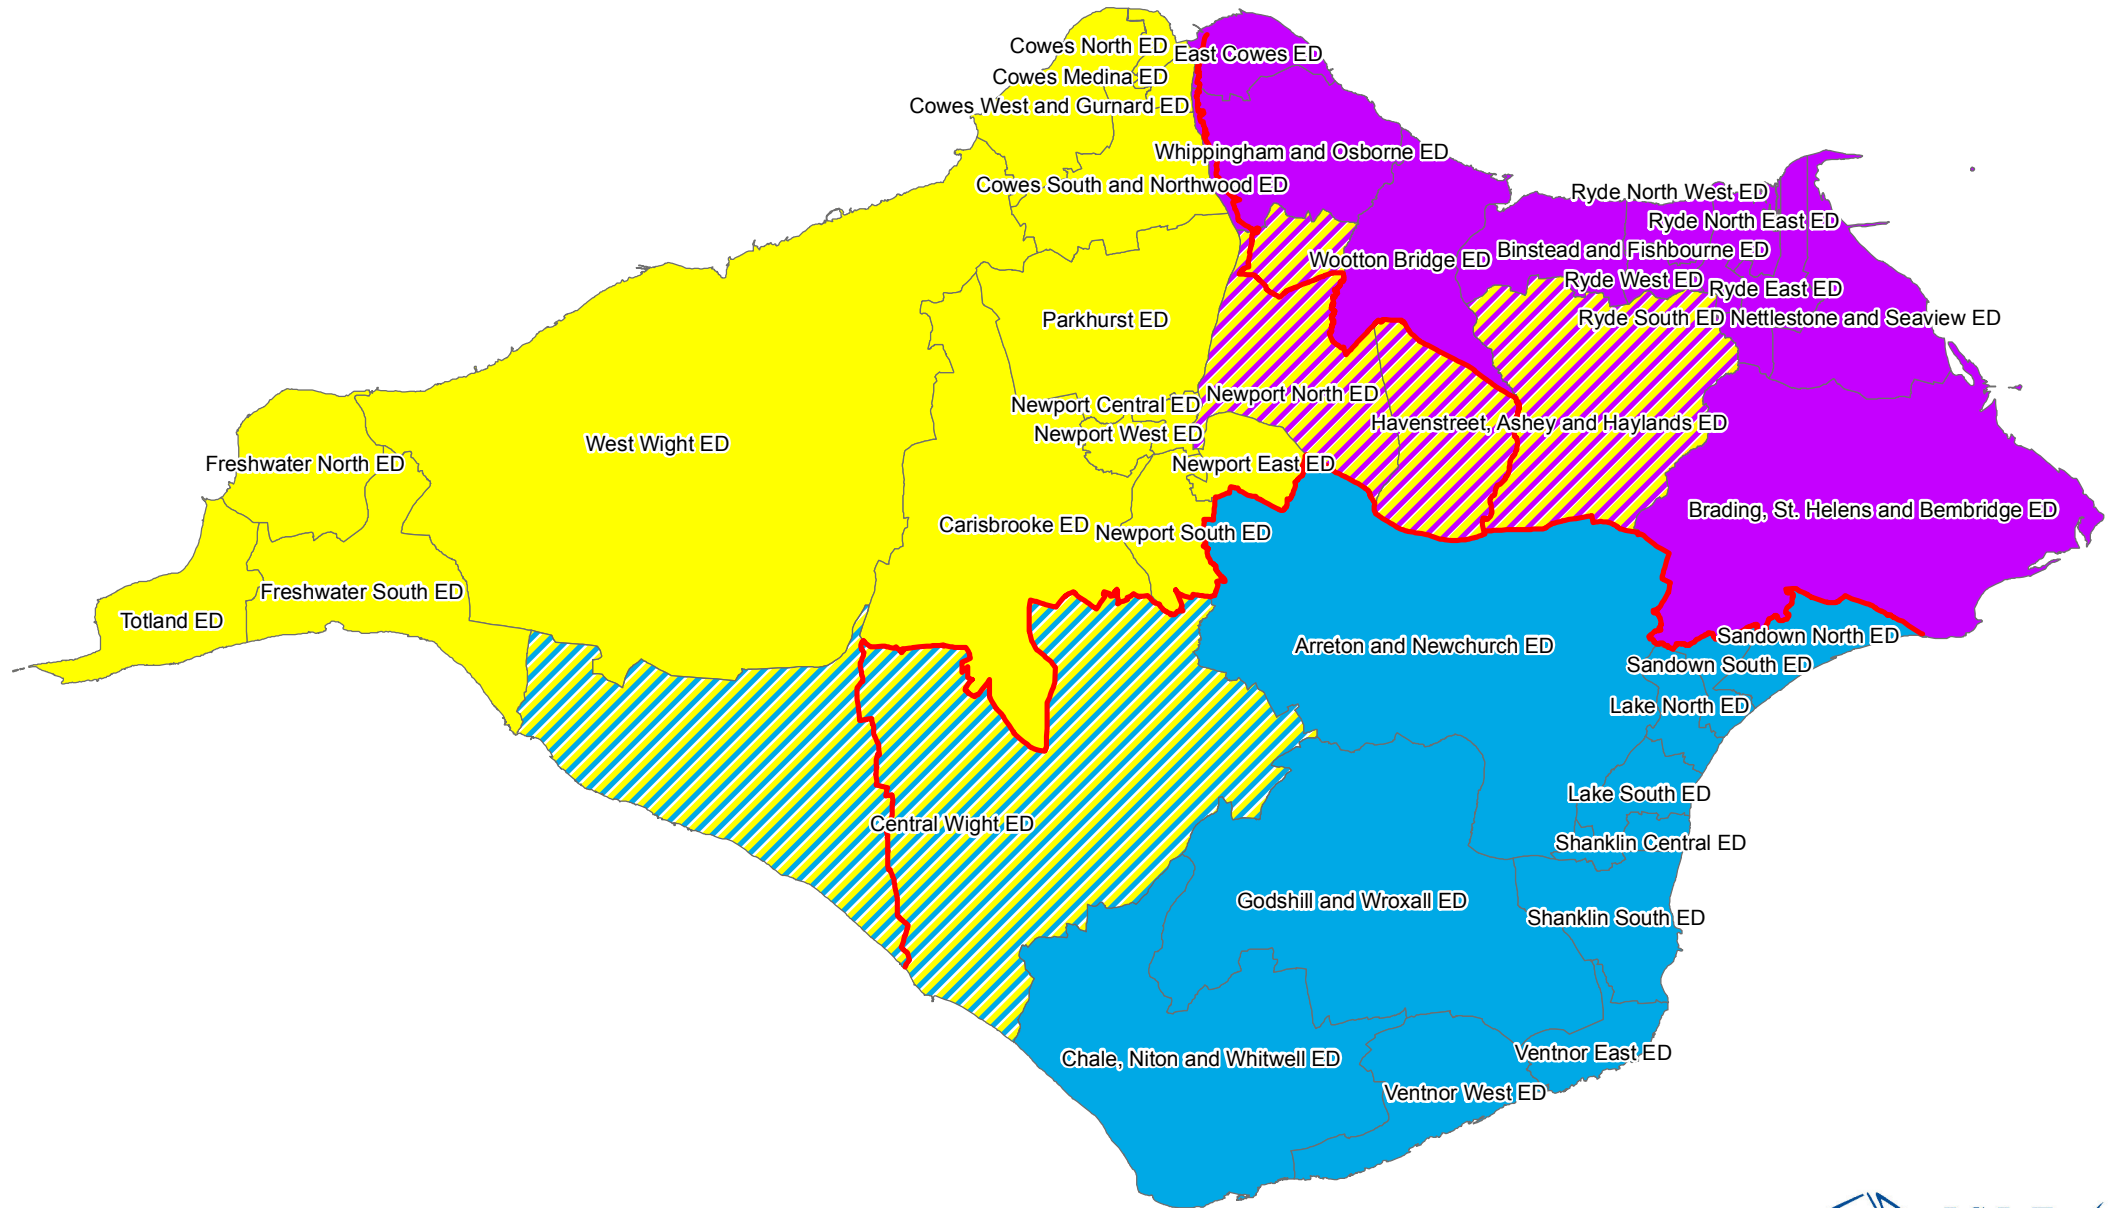 Cowes North ED
East Cowes ED
Cowes Medina ED
Cowes West and Gurnard ED
Whippingham and Osborne ED
Cowes South and Northwood ED
Ryde North West ED
Ryde North East ED
Binstead and Fishbourne ED
Wootton Bridge ED
Ryde West ED
Ryde East ED
Parkhurst ED
Ryde South ED
Nettlestone and Seaview ED
Newport North ED
Newport Central ED
Havenstreet, Ashey and Haylands ED
Newport West ED
West Wight ED
Freshwater North ED
Newport East ED
Brading, St. Helens and Bembridge ED
Carisbrooke ED
Newport South ED
Freshwater South ED
Totland ED
Sandown North ED
Arreton and Newchurch ED
Sandown South ED
Lake North ED
Lake South ED
Central Wight ED
Shanklin Central ED
Godshill and Wroxall ED
Shanklin South ED
Ventnor East ED
Chale, Niton and Whitwell ED
Ventnor West ED